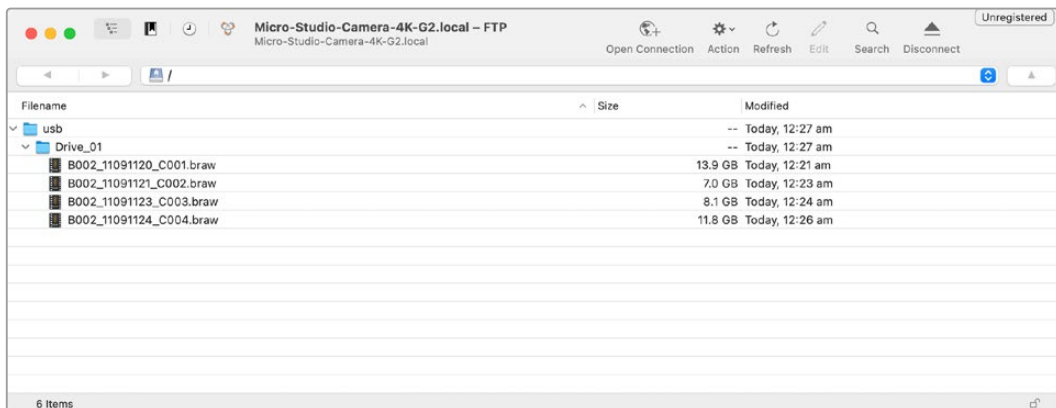 Unregistered
Micro-Studio-Camera-4K-G2.local – FTP
Micro-Studio-Camera-4K-G2.local
Open Connection Action Refresh Edit Search Disconnect
/
Filename Size Modified
usb -- Today, 12:27 am
Drive_01 -- Today, 12:27 am
B002_11091120_C001.braw 13.9 GB Today, 12:21 am
B002_11091121_C002.braw 7.0 GB Today, 12:23 am
B002_11091123_C003.braw 8.1 GB Today, 12:24 am
B002_11091124_C004.braw 11.8 GB Today, 12:26 am
6 Items